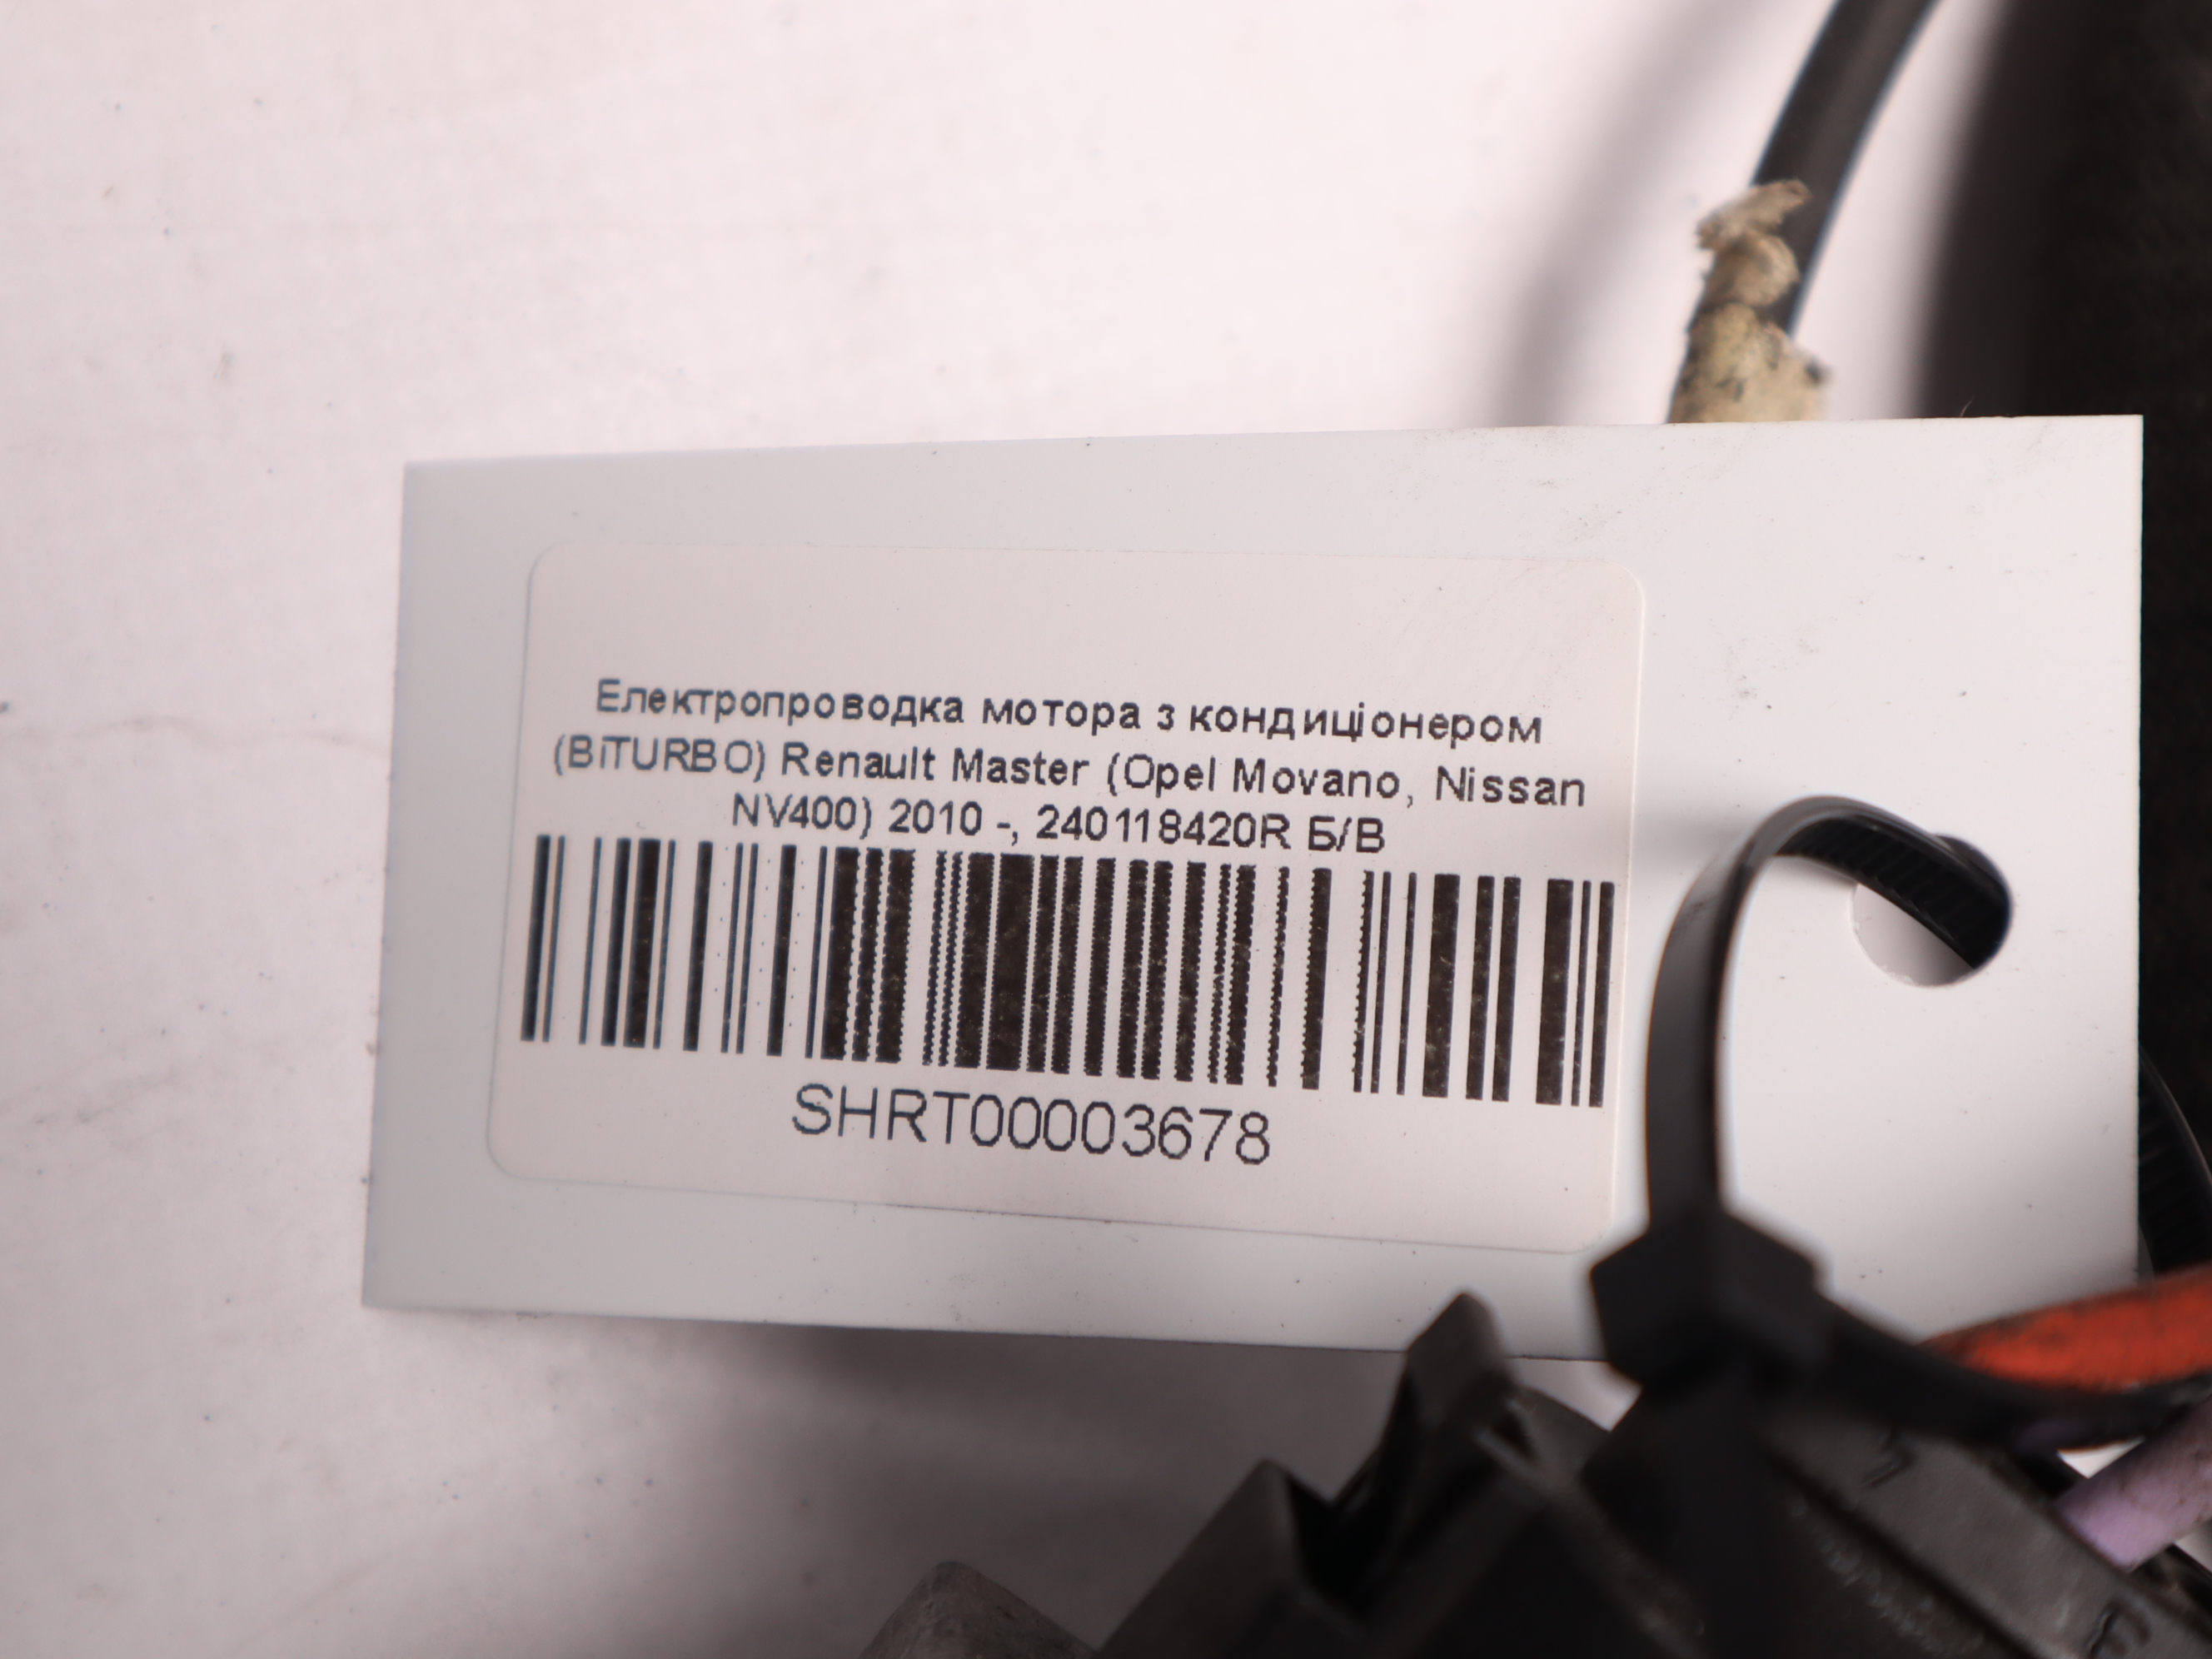 Електропроводка мотора з кондиціонером
(BiTURBO) Renault Master (Opel Movano, Nissan
NV400) 2010 -, 240118420R Б/В
SHRT00003678